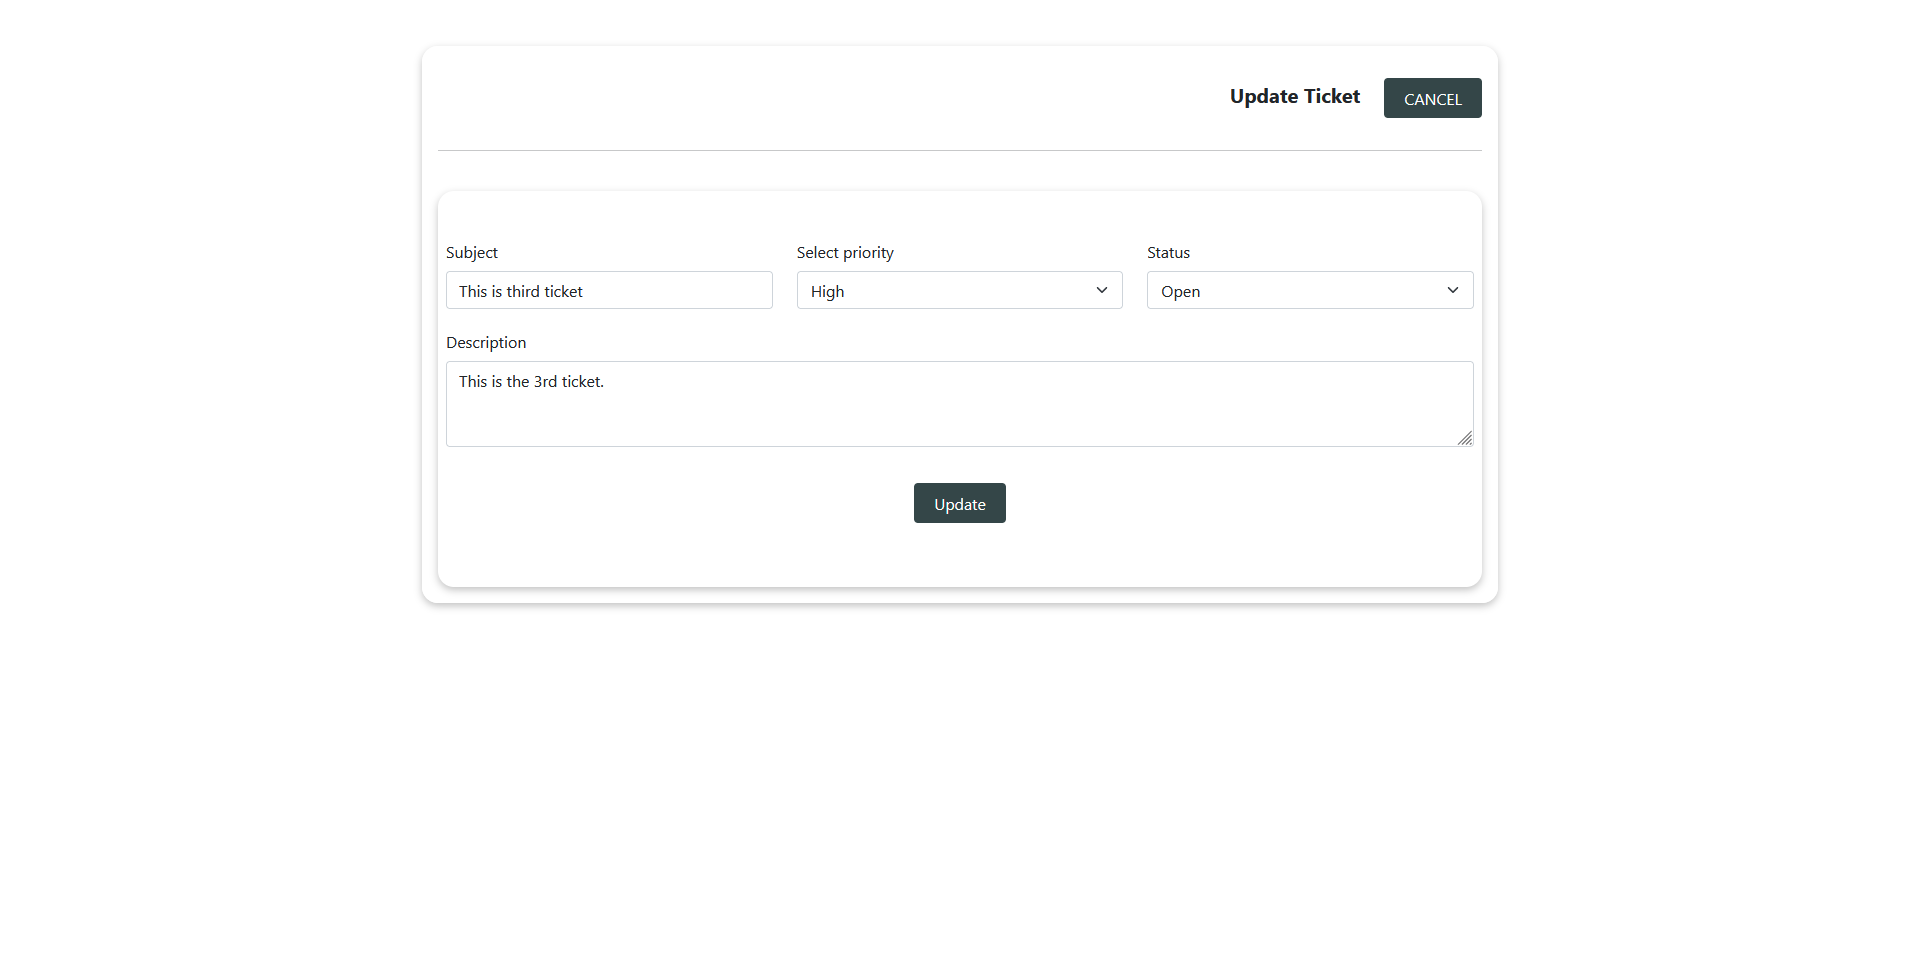 Update Ticket
CANCEL
Subject
Select priority
Status
This is third ticket
High
Open
Description
This is the 3rd ticket.
Update